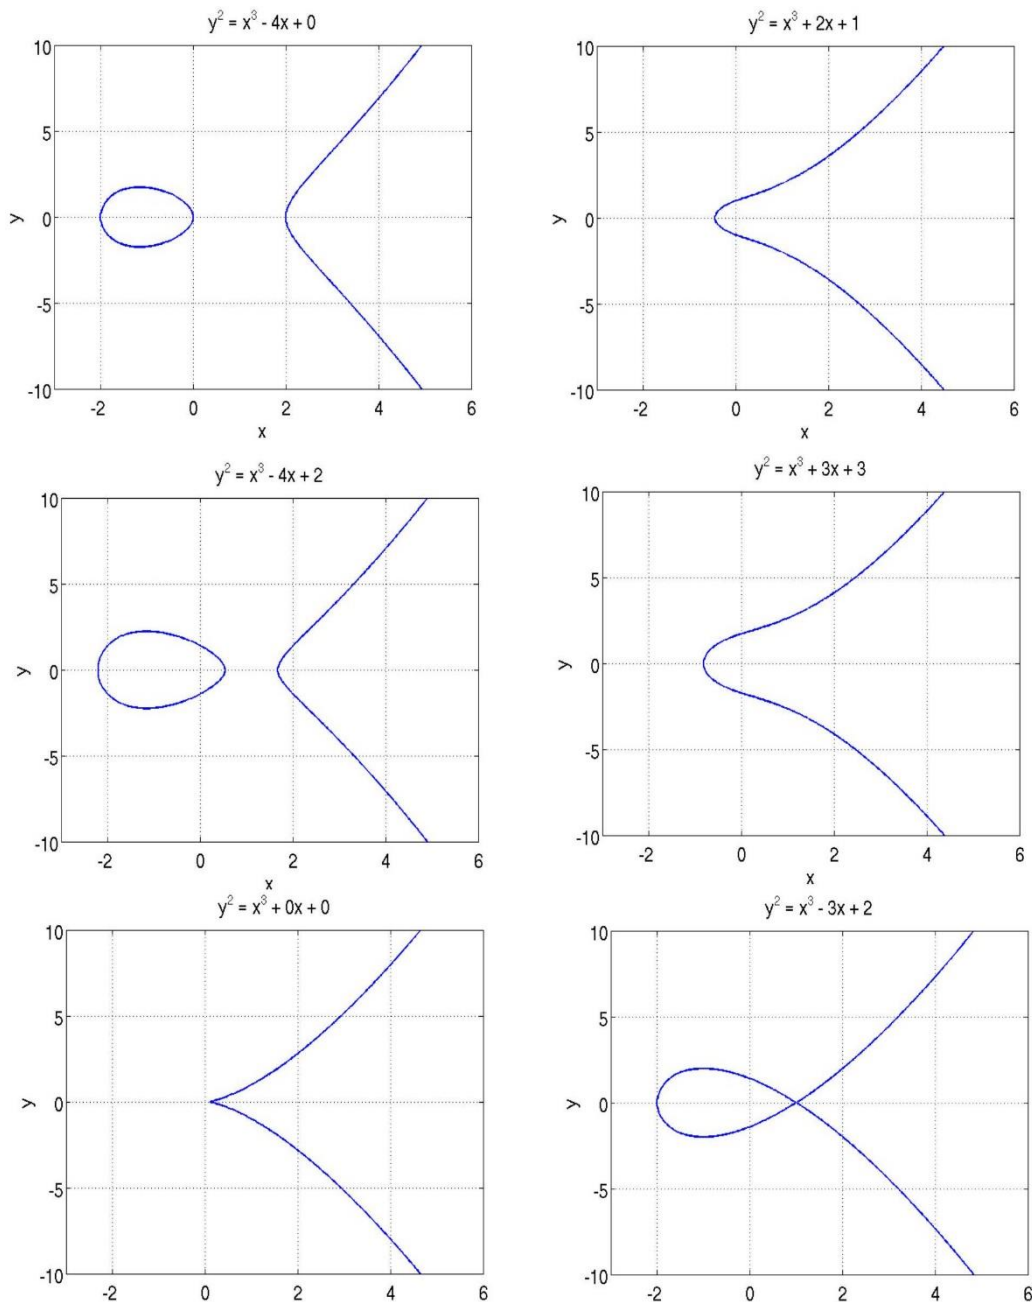 y² = x³ - 4x + 0
10
5
0
-5
-10
y
-2 0 2 4 6
x
y² = x³ + 2x + 1
10
5
0
-5
-10
y
-2 0 2 4 6
x
y² = x³ - 4x + 2
10
5
0
-5
-10
y
-2 0 2 4 6
x
y² = x³ + 3x + 3
10
5
0
-5
-10
y
-2 0 2 4 6
x
y² = x³ + 0x + 0
10
5
0
-5
-10
y
-2 0 2 4 6
y² = x³ - 3x + 2
10
5
0
-5
-10
y
-2 0 2 4 6